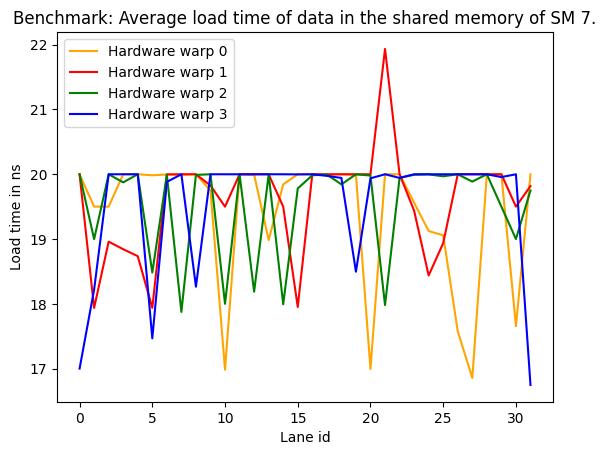 Benchmark: Average load time of data in the shared memory of SM 7.
Hardware warp 0
Hardware warp 1
Hardware warp 2
Hardware warp 3
22
21
20
19
18
17
Load time in ns
0 5 10 15 20 25 30
Lane id